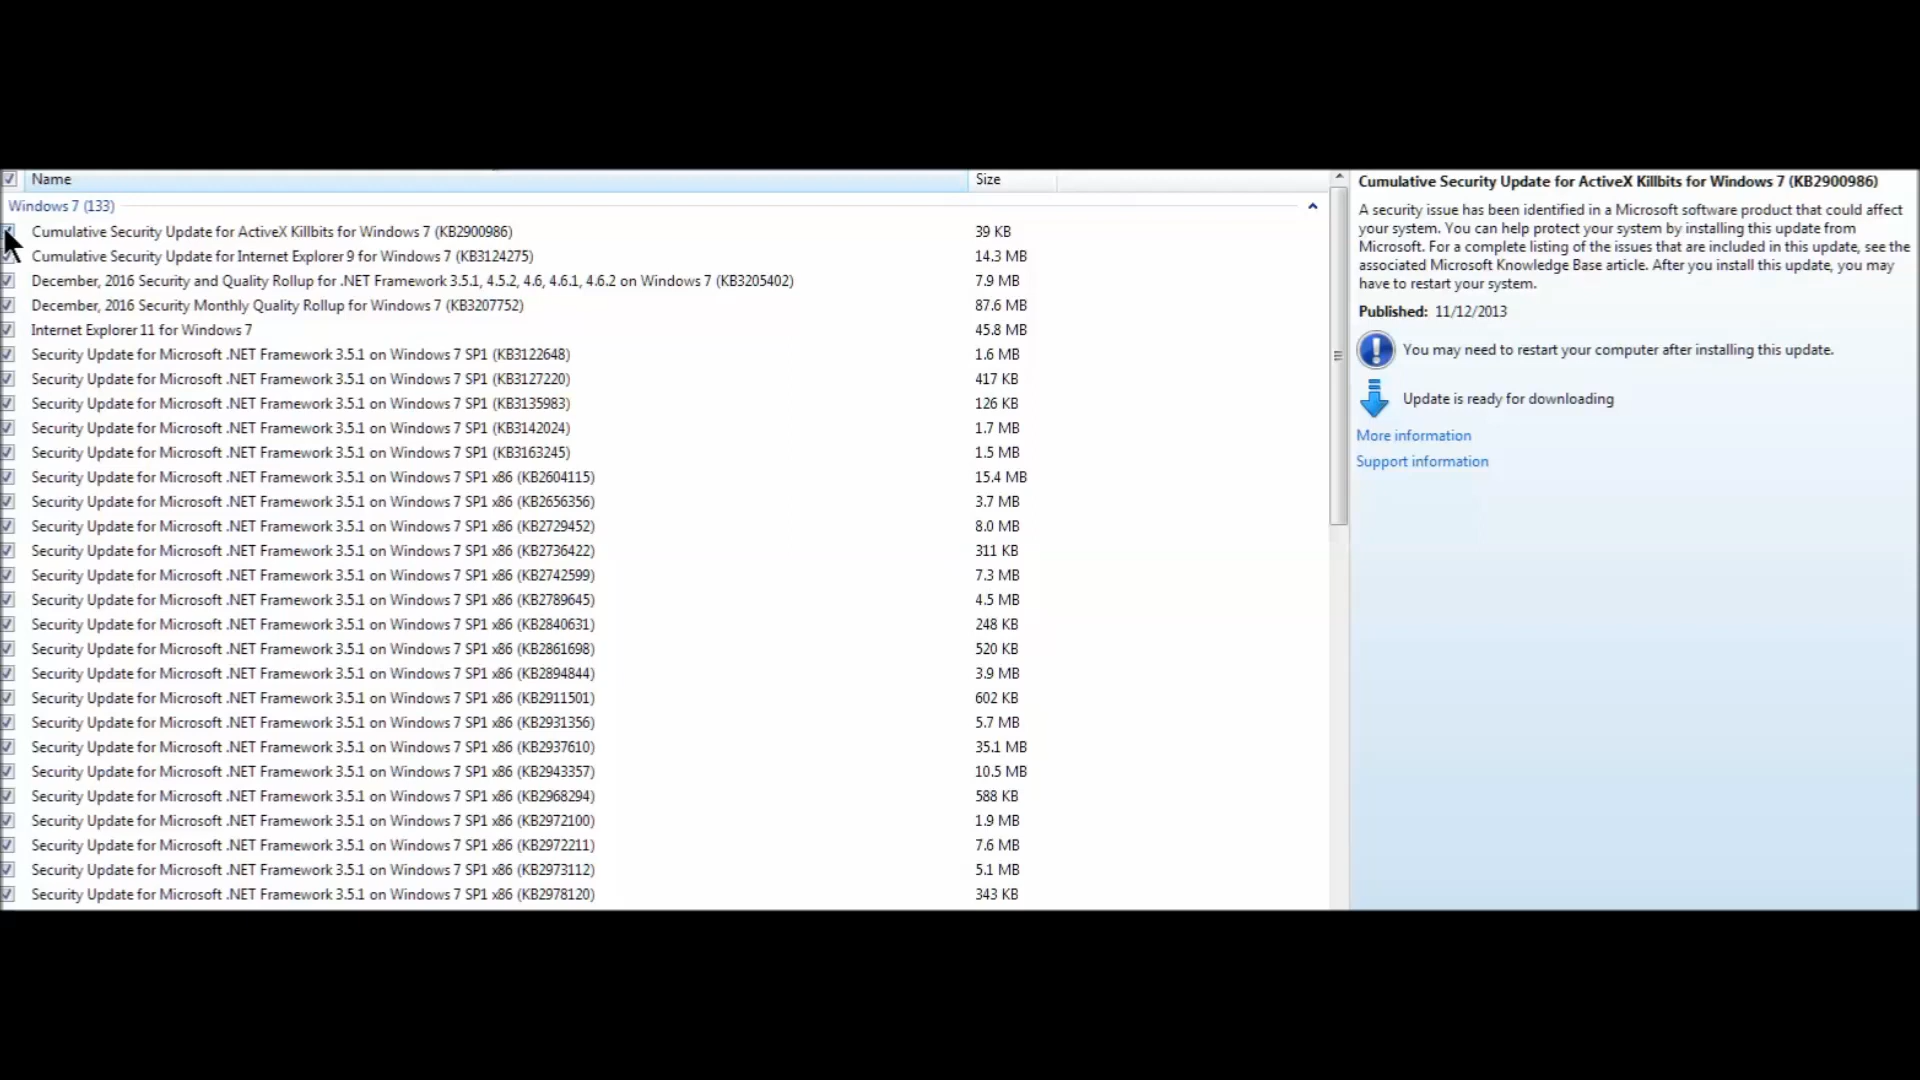 Name Size
Windows 7 (133)
Cumulative Security Update for ActiveX Killbits for Windows 7 (KB2900986) 39 KB
Cumulative Security Update for Internet Explorer 9 for Windows 7 (KB3124275) 14.3 MB
December, 2016 Security and Quality Rollup for .NET Framework 3.5.1, 4.5.2, 4.6, 4.6.1, 4.6.2 on Windows 7 (KB3205402) 7.9 MB
December, 2016 Security Monthly Quality Rollup for Windows 7 (KB3207752) 87.6 MB
Internet Explorer 11 for Windows 7 45.8 MB
Security Update for Microsoft .NET Framework 3.5.1 on Windows 7 SP1 (KB3122648) 1.6 MB
Security Update for Microsoft .NET Framework 3.5.1 on Windows 7 SP1 (KB3127220) 417 KB
Security Update for Microsoft .NET Framework 3.5.1 on Windows 7 SP1 (KB3135983) 126 KB
Security Update for Microsoft .NET Framework 3.5.1 on Windows 7 SP1 (KB3142024) 1.7 MB
Security Update for Microsoft .NET Framework 3.5.1 on Windows 7 SP1 (KB3163245) 1.5 MB
Security Update for Microsoft .NET Framework 3.5.1 on Windows 7 SP1 x86 (KB2604115) 15.4 MB
Security Update for Microsoft .NET Framework 3.5.1 on Windows 7 SP1 x86 (KB2656356) 3.7 MB
Security Update for Microsoft .NET Framework 3.5.1 on Windows 7 SP1 x86 (KB2729452) 8.0 MB
Security Update for Microsoft .NET Framework 3.5.1 on Windows 7 SP1 x86 (KB2736422) 311 KB
Security Update for Microsoft .NET Framework 3.5.1 on Windows 7 SP1 x86 (KB2742599) 7.3 MB
Security Update for Microsoft .NET Framework 3.5.1 on Windows 7 SP1 x86 (KB2789645) 4.5 MB
Security Update for Microsoft .NET Framework 3.5.1 on Windows 7 SP1 x86 (KB2840631) 248 KB
Security Update for Microsoft .NET Framework 3.5.1 on Windows 7 SP1 x86 (KB2861698) 520 KB
Security Update for Microsoft .NET Framework 3.5.1 on Windows 7 SP1 x86 (KB2894844) 3.9 MB
Security Update for Microsoft .NET Framework 3.5.1 on Windows 7 SP1 x86 (KB2911501) 602 KB
Security Update for Microsoft .NET Framework 3.5.1 on Windows 7 SP1 x86 (KB2931356) 5.7 MB
Security Update for Microsoft .NET Framework 3.5.1 on Windows 7 SP1 x86 (KB2937610) 35.1 MB
Security Update for Microsoft .NET Framework 3.5.1 on Windows 7 SP1 x86 (KB2943357) 10.5 MB
Security Update for Microsoft .NET Framework 3.5.1 on Windows 7 SP1 x86 (KB2968294) 588 KB
Security Update for Microsoft .NET Framework 3.5.1 on Windows 7 SP1 x86 (KB2972100) 1.9 MB
Security Update for Microsoft .NET Framework 3.5.1 on Windows 7 SP1 x86 (KB2972211) 7.6 MB
Security Update for Microsoft .NET Framework 3.5.1 on Windows 7 SP1 x86 (KB2973112) 5.1 MB
Security Update for Microsoft .NET Framework 3.5.1 on Windows 7 SP1 x86 (KB2978120) 343 KB
Cumulative Security Update for ActiveX Killbits for Windows 7 (KB2900986)
A security issue has been identified in a Microsoft software product that could affect
your system. You can help protect your system by installing this update from
Microsoft. For a complete listing of the issues that are included in this update, see the
associated Microsoft Knowledge Base article. After you install this update, you may
have to restart your system.
Published: 11/12/2013
You may need to restart your computer after installing this update.
Update is ready for downloading
More information
Support information